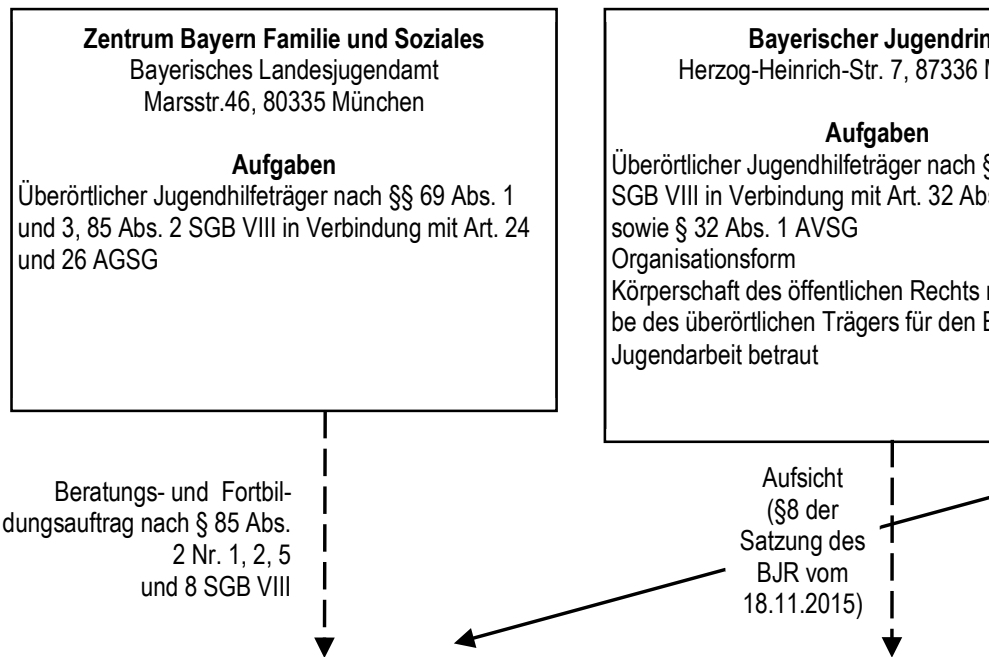 Zentrum Bayern Familie und Soziales
Bayerisches Landesjugendamt
Marsstr.46, 80335 München
Aufgaben
Überörtlicher Jugendhilfeträger nach §§ 69 Abs. 1
und 3, 85 Abs. 2 SGB VIII in Verbindung mit Art. 24
und 26 AGSG
Bayerischer
Herzog-Heinrich-Str. 7, 87336
Aufgaben
Überörtlicher Jugendhilfeträger nach
SGB VIII in Verbindung mit Art. 32
sowie § 32 Abs. 1 AVSG
Organisationsform
Körperschaft des öffentlichen Rechts
be des überörtlichen Trägers für den
Jugendarbeit betraut
Beratungs- und Fortbil-
dungsauftrag nach § 85 Abs.
2 Nr. 1, 2, 5
und 8 SGB VIII
Aufsicht
(§8 der
Satzung des
BJR vom
18.11.2015)